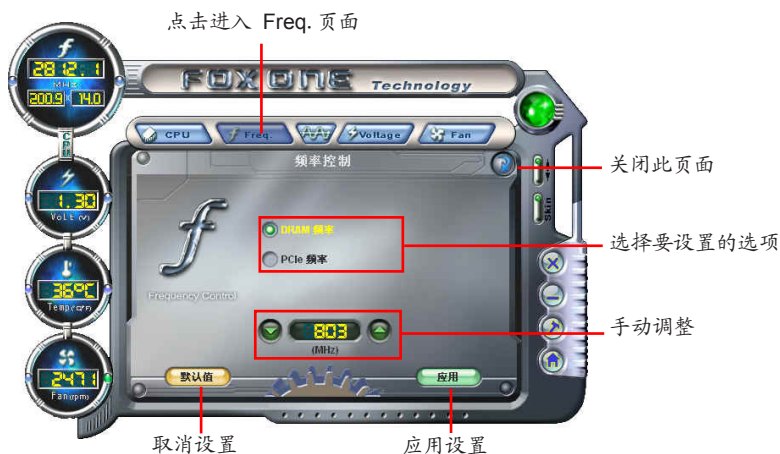 点击进入 Freq. 页面
2812.1
MHz
200.9 x 14.0
FOX ONE Technology
CPU
Freq.
Voltage
Fan
CPU
频率控制
关闭此页面
Skin
1.30
Volt.(V)
DRAM 频率
选择要设置的选项
PCIe 频率
36℃
Frequency Control
803
手动调整
(MHz)
2471
Fan(rpm)
默认值
应用
取消设置
应用设置